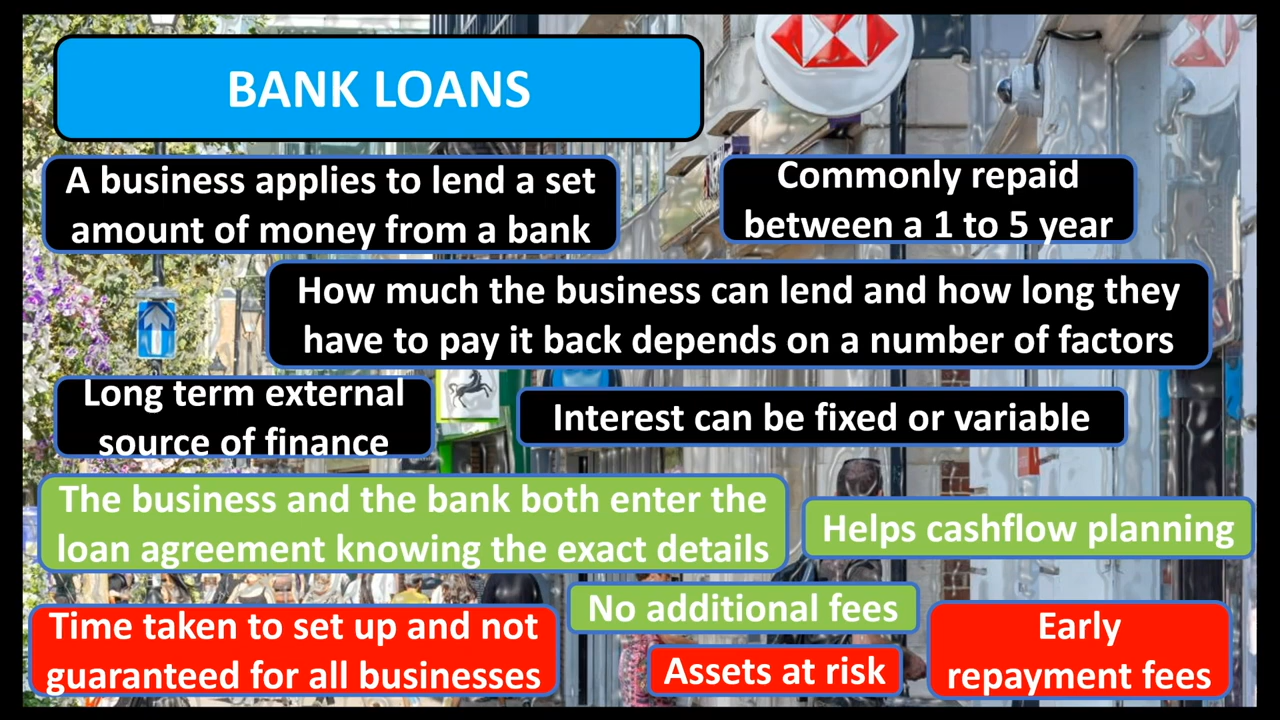 BANK LOANS
A business applies to lend a set
amount of money from a bank
Commonly repaid
between a 1 to 5 year
How much the business can lend and how long they
have to pay it back depends on a number of factors
Long term external
source of finance
Interest can be fixed or variable
The business and the bank both enter the
loan agreement knowing the exact details
Helps cashflow planning
No additional fees
Time taken to set up and not
guaranteed for all businesses
Assets at risk
Early
repayment fees